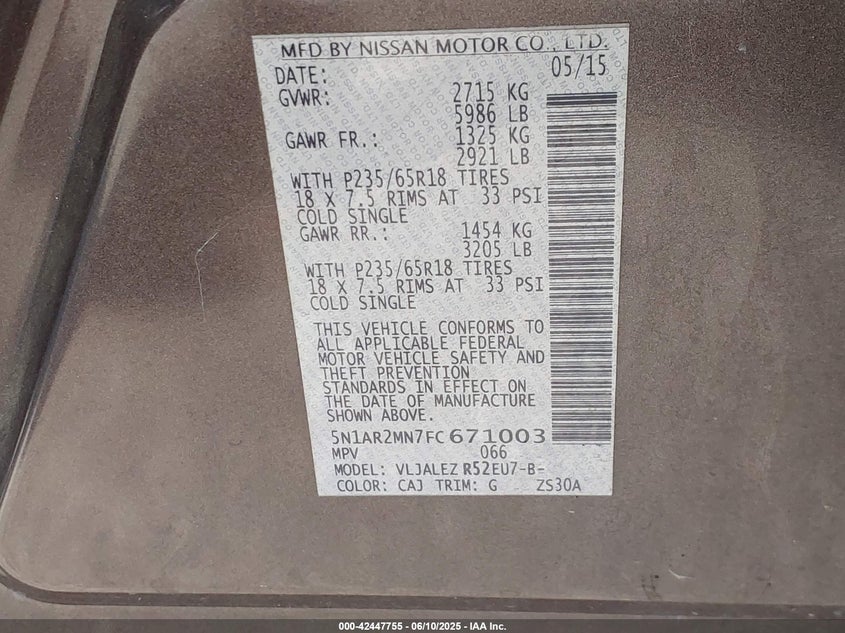 MFD BY NISSAN MOTOR CO., LTD.
DATE: 05/15
GVWR: 2715 KG
5986 LB
GAWR FR.: 1325 KG
2921 LB
WITH P235/65R18 TIRES
18 X 7.5 RIMS AT 33 PSI
COLD SINGLE
GAWR RR.: 1454 KG
3205 LB
WITH P235/65R18 TIRES
18 X 7.5 RIMS AT 33 PSI
COLD SINGLE
THIS VEHICLE CONFORMS TO
ALL APPLICABLE FEDERAL
MOTOR VEHICLE SAFETY AND
THEFT PREVENTION
STANDARDS IN EFFECT ON
THE DATE OF MANUFACTURE
SHOWN ABOVE.
5N1AR2MN7FC671003
MPV 066
MODEL: VLJALEZ R52EU7-B-
COLOR: CAJ TRIM: G ZS30A
000-42447755 - 06/10/2025 - IAA Inc.